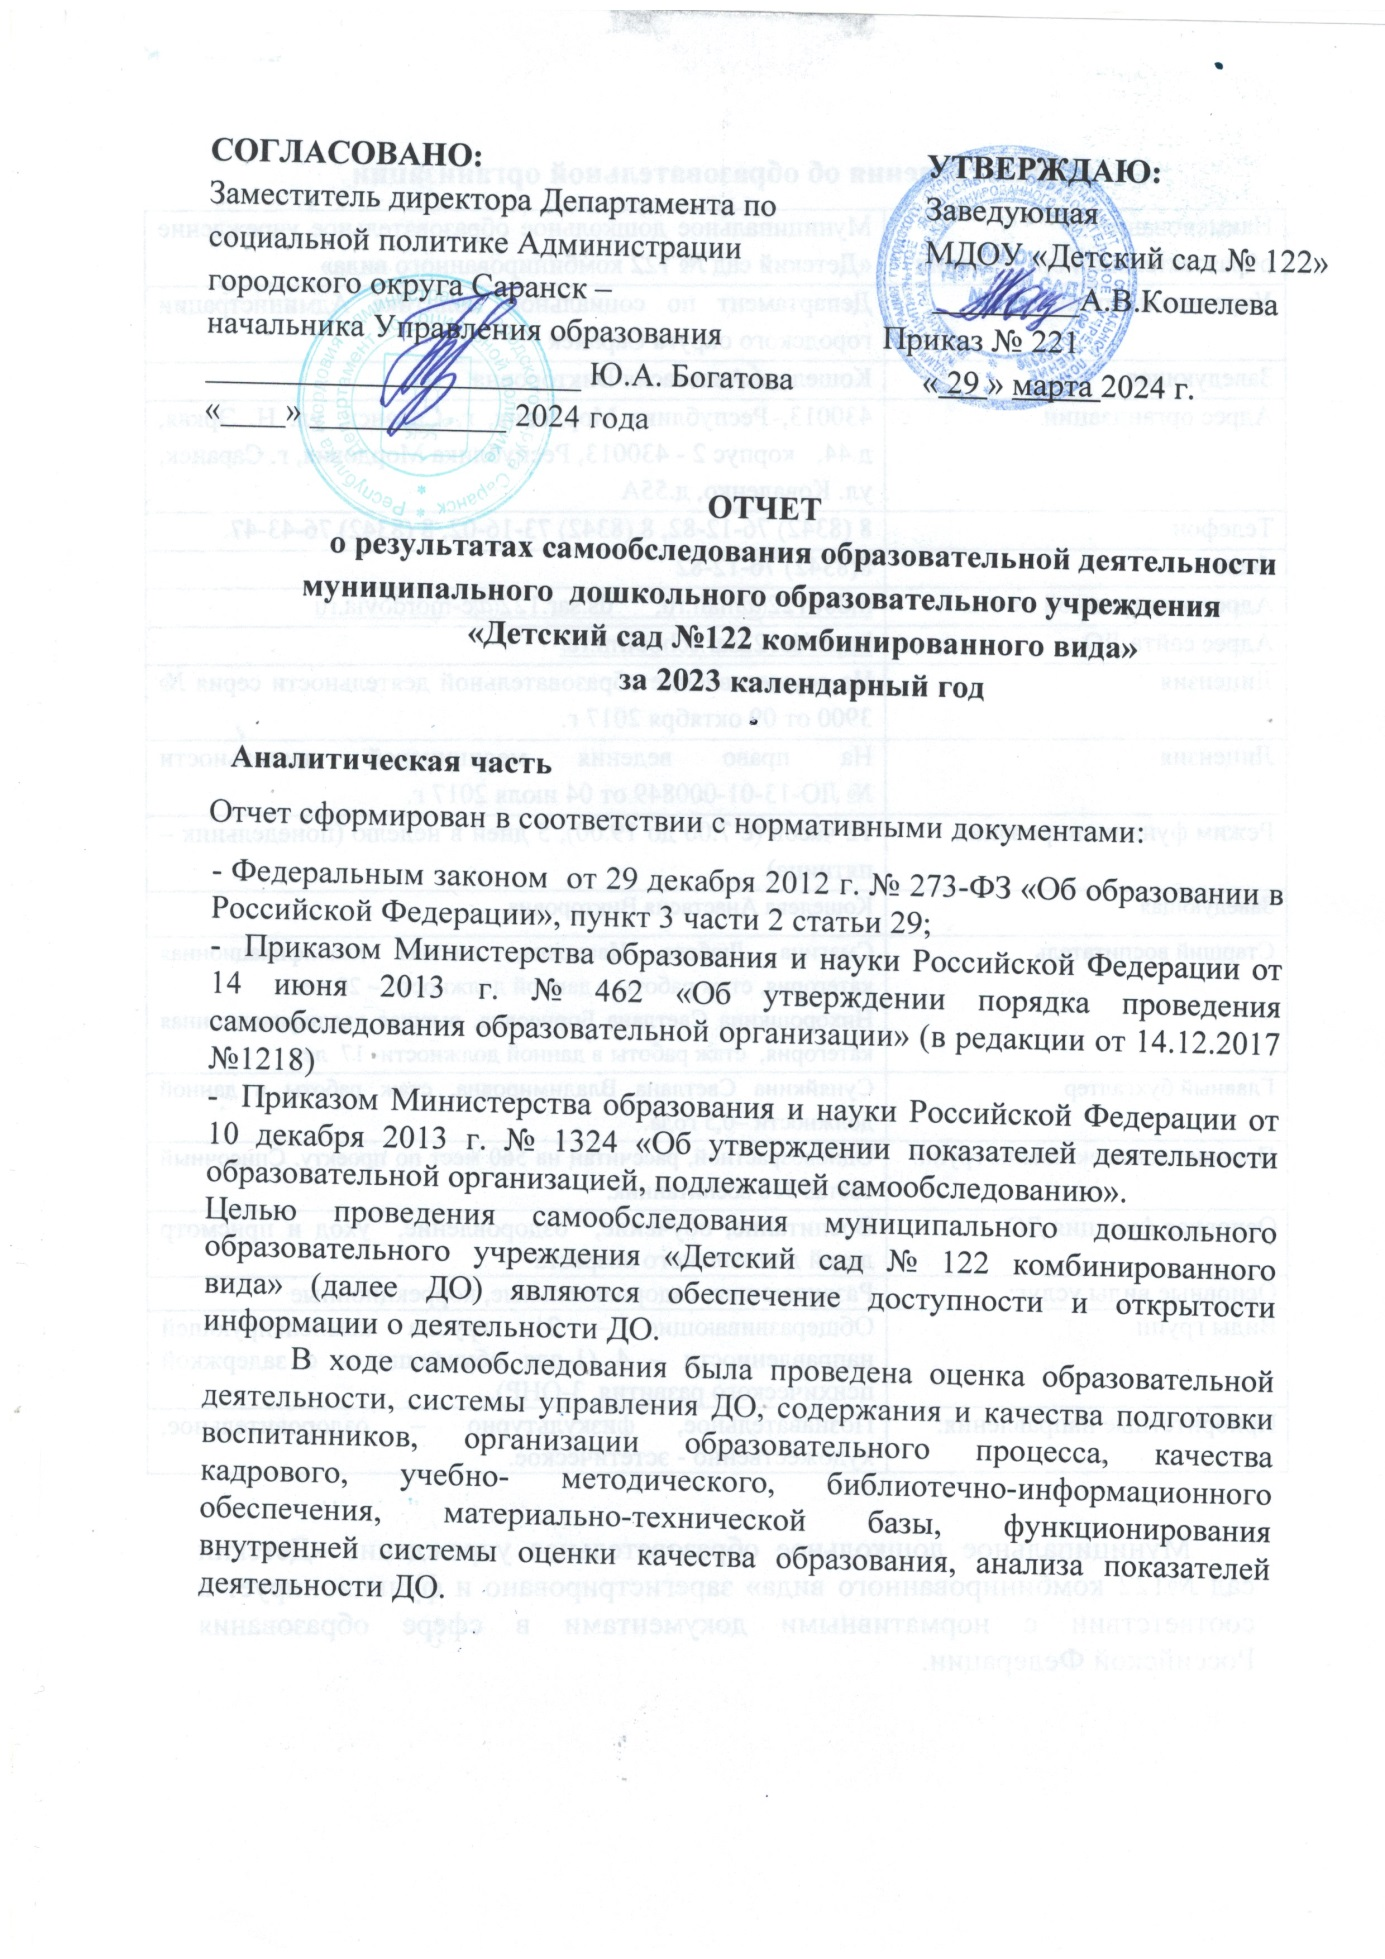 СОГЛАСОВАНО:
Заместитель директора Департамента по
социальной политике Администрации
городского округа Саранск –
начальника Управления образования
_______________________ Ю.А. Богатова
«____»____________ 2024 года
УТВЕРЖДАЮ:
Заведующая
МДОУ «Детский сад № 122»
_________А.В.Кошелева
Приказ № 221
« 29 » марта 2024 г.
ОТЧЕТ
о результатах самообследования образовательной деятельности
муниципального дошкольного образовательного учреждения
«Детский сад №122 комбинированного вида»
за 2023 календарный год
Аналитическая часть
Отчет сформирован в соответствии с нормативными документами:
- Федеральным законом от 29 декабря 2012 г. № 273-ФЗ «Об образовании в
Российской Федерации», пункт 3 части 2 статьи 29;
- Приказом Министерства образования и науки Российской Федерации от
14 июня 2013 г. № 462 «Об утверждении порядка проведения
самообследования образовательной организации» (в редакции от 14.12.2017
№1218)
- Приказом Министерства образования и науки Российской Федерации от
10 декабря 2013 г. № 1324 «Об утверждении показателей деятельности
образовательной организацией, подлежащей самообследованию».
Целью проведения самообследования муниципального дошкольного
образовательного учреждения «Детский сад № 122 комбинированного
вида» (далее ДО) являются обеспечение доступности и открытости
информации о деятельности ДО.
В ходе самообследования была проведена оценка образовательной
деятельности, системы управления ДО, содержания и качества подготовки
воспитанников, организации образовательного процесса, качества
кадрового, учебно- методического, библиотечно-информационного
обеспечения, материально-технической базы, функционирования
внутренней системы оценки качества образования, анализа показателей
деятельности ДО.